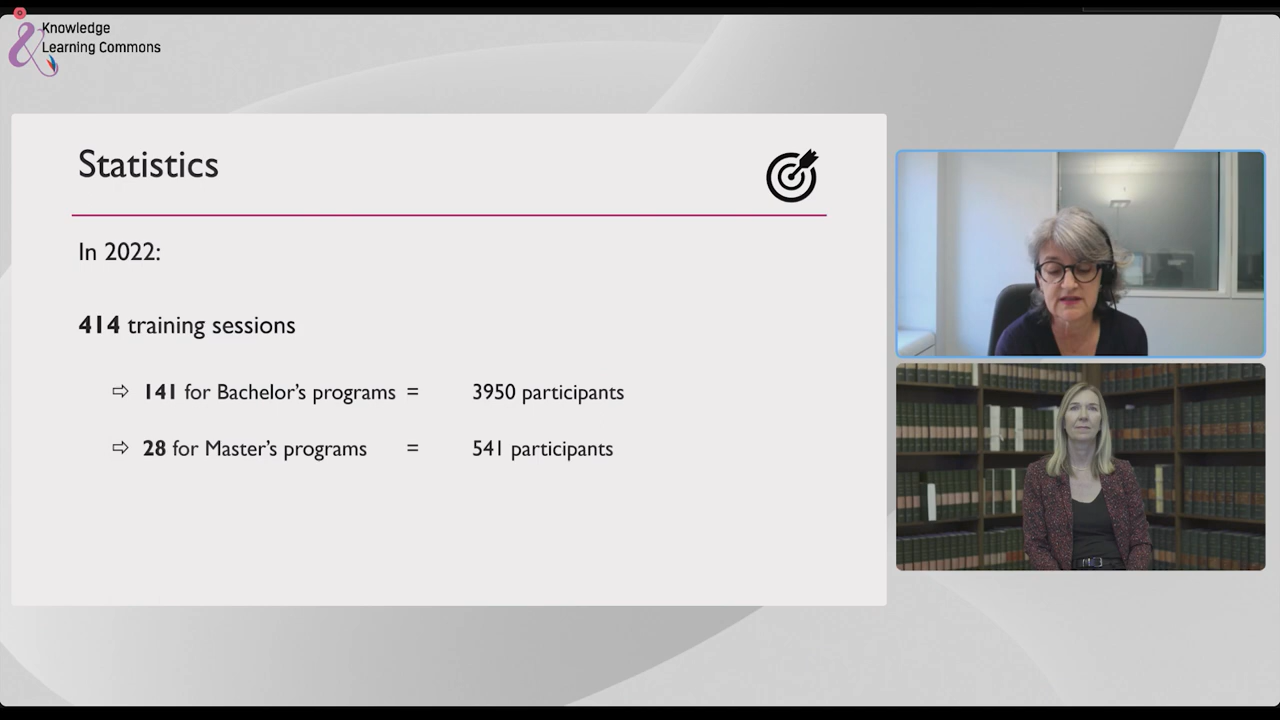 Knowledge
Learning Commons
Statistics
In 2022:
414 training sessions
⇨ 141 for Bachelor’s programs = 3950 participants
⇨ 28 for Master’s programs = 541 participants